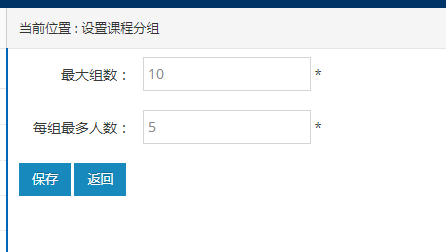 当前位置 : 设置课程分组
最大组数： 10 *
每组最多人数： 5 *
保存 返回